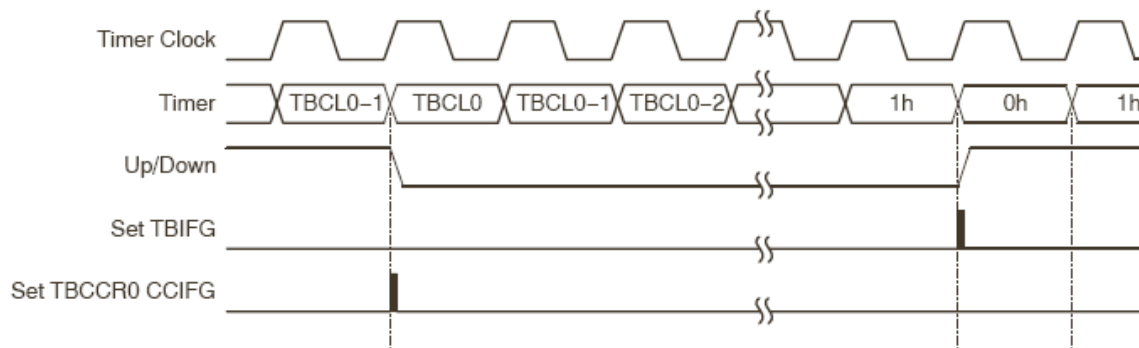 Timer Clock
Timer TBCL0−1 TBCL0 TBCL0−1 TBCL0−2 1h 0h 1h
Up/Down
Set TBIFG
Set TBCCR0 CCIFG